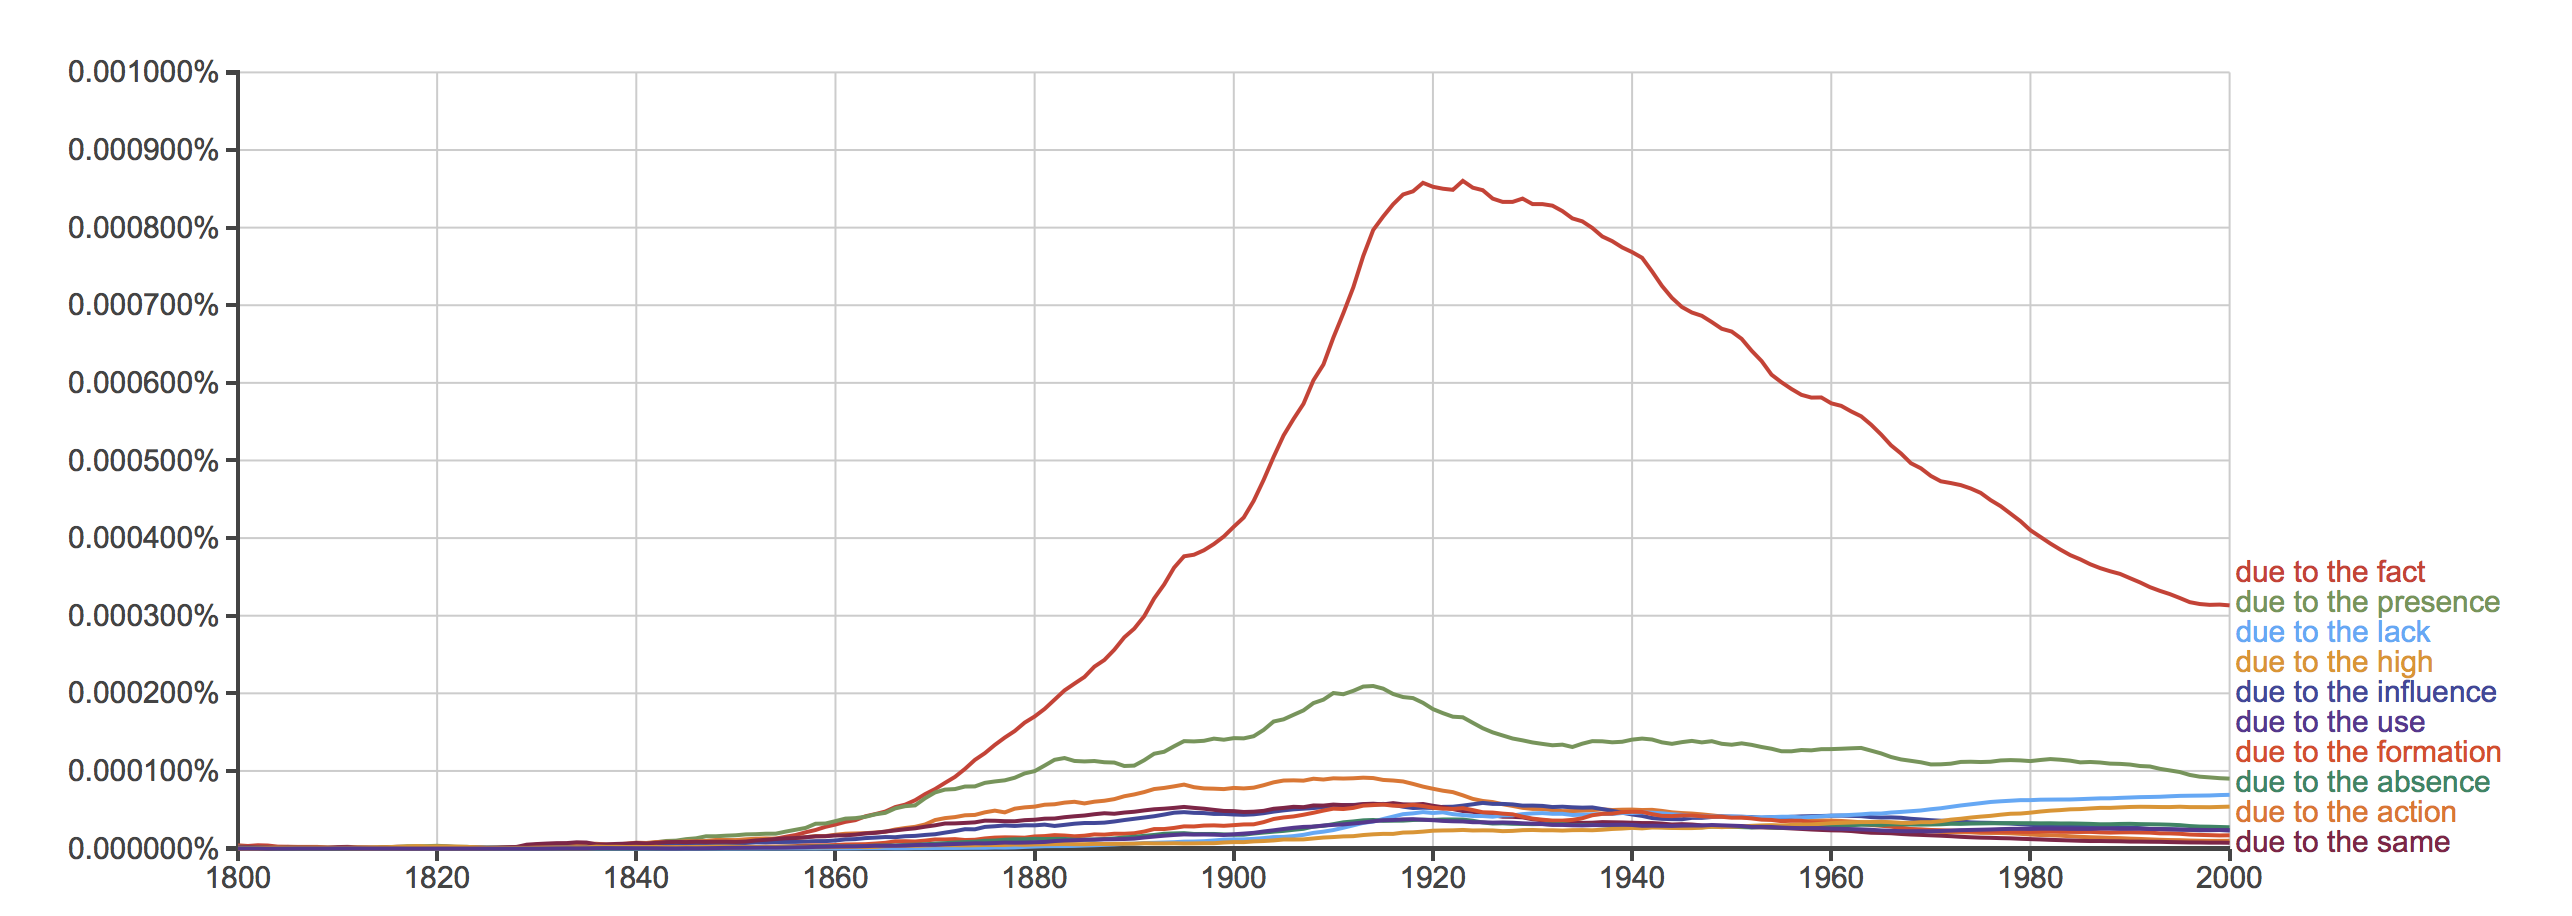 0.001000%
0.000900%
0.000800%
0.000700%
0.000600%
0.000500%
0.000400%
0.000300%
0.000200%
0.000100%
0.000000%
1800 1820 1840 1860 1880 1900 1920 1940 1960 1980 2000
due to the fact
due to the presence
due to the lack
due to the high
due to the influence
due to the use
due to the formation
due to the absence
due to the action
due to the same